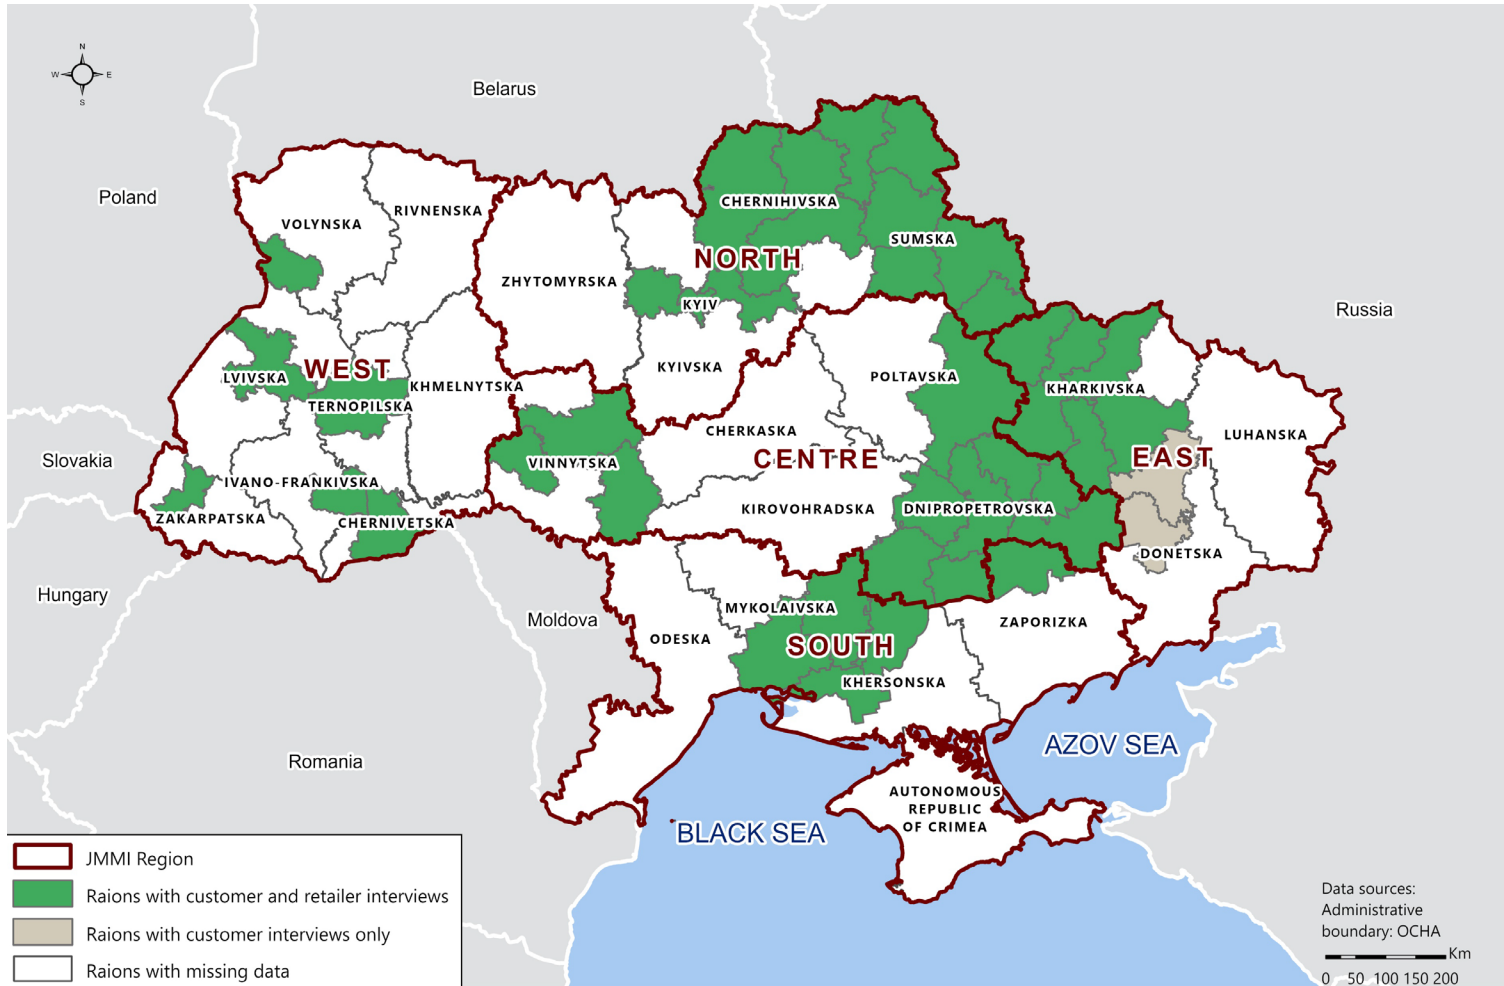 N
W
E
S
Belarus
Poland
Russia
Slovakia
Hungary
Moldova
Romania
VOLYNSKA
RIVNENSKA
ZHYTOMYRSKA
CHERNIHIVSKA
SUMSKA
NORTH
KYIV
KYIVSKA
WEST
LVIVSKA
TERNOPILSKA
KHMELNYTSKA
IVANO-FRANKIVSKA
ZAKARPATSKA
CHERNIVETSKA
VINNYTSKA
CHERKASKA
CENTRE
POLTAVSKA
KIROVOHRADSKA
DNIPROPETROVSKA
KHARKIVSKA
EAST
LUHANSKA
DONETSKA
MYKOLAIVSKA
ODESKA
SOUTH
KHERSONSKA
ZAPORIZKA
AZOV SEA
BLACK SEA
AUTONOMOUS
REPUBLIC
OF CRIMEA
JMMI Region
Raions with customer and retailer interviews
Raions with customer interviews only
Raions with missing data
Data sources:
Administrative
boundary: OCHA
Km
0 50 100 150 200